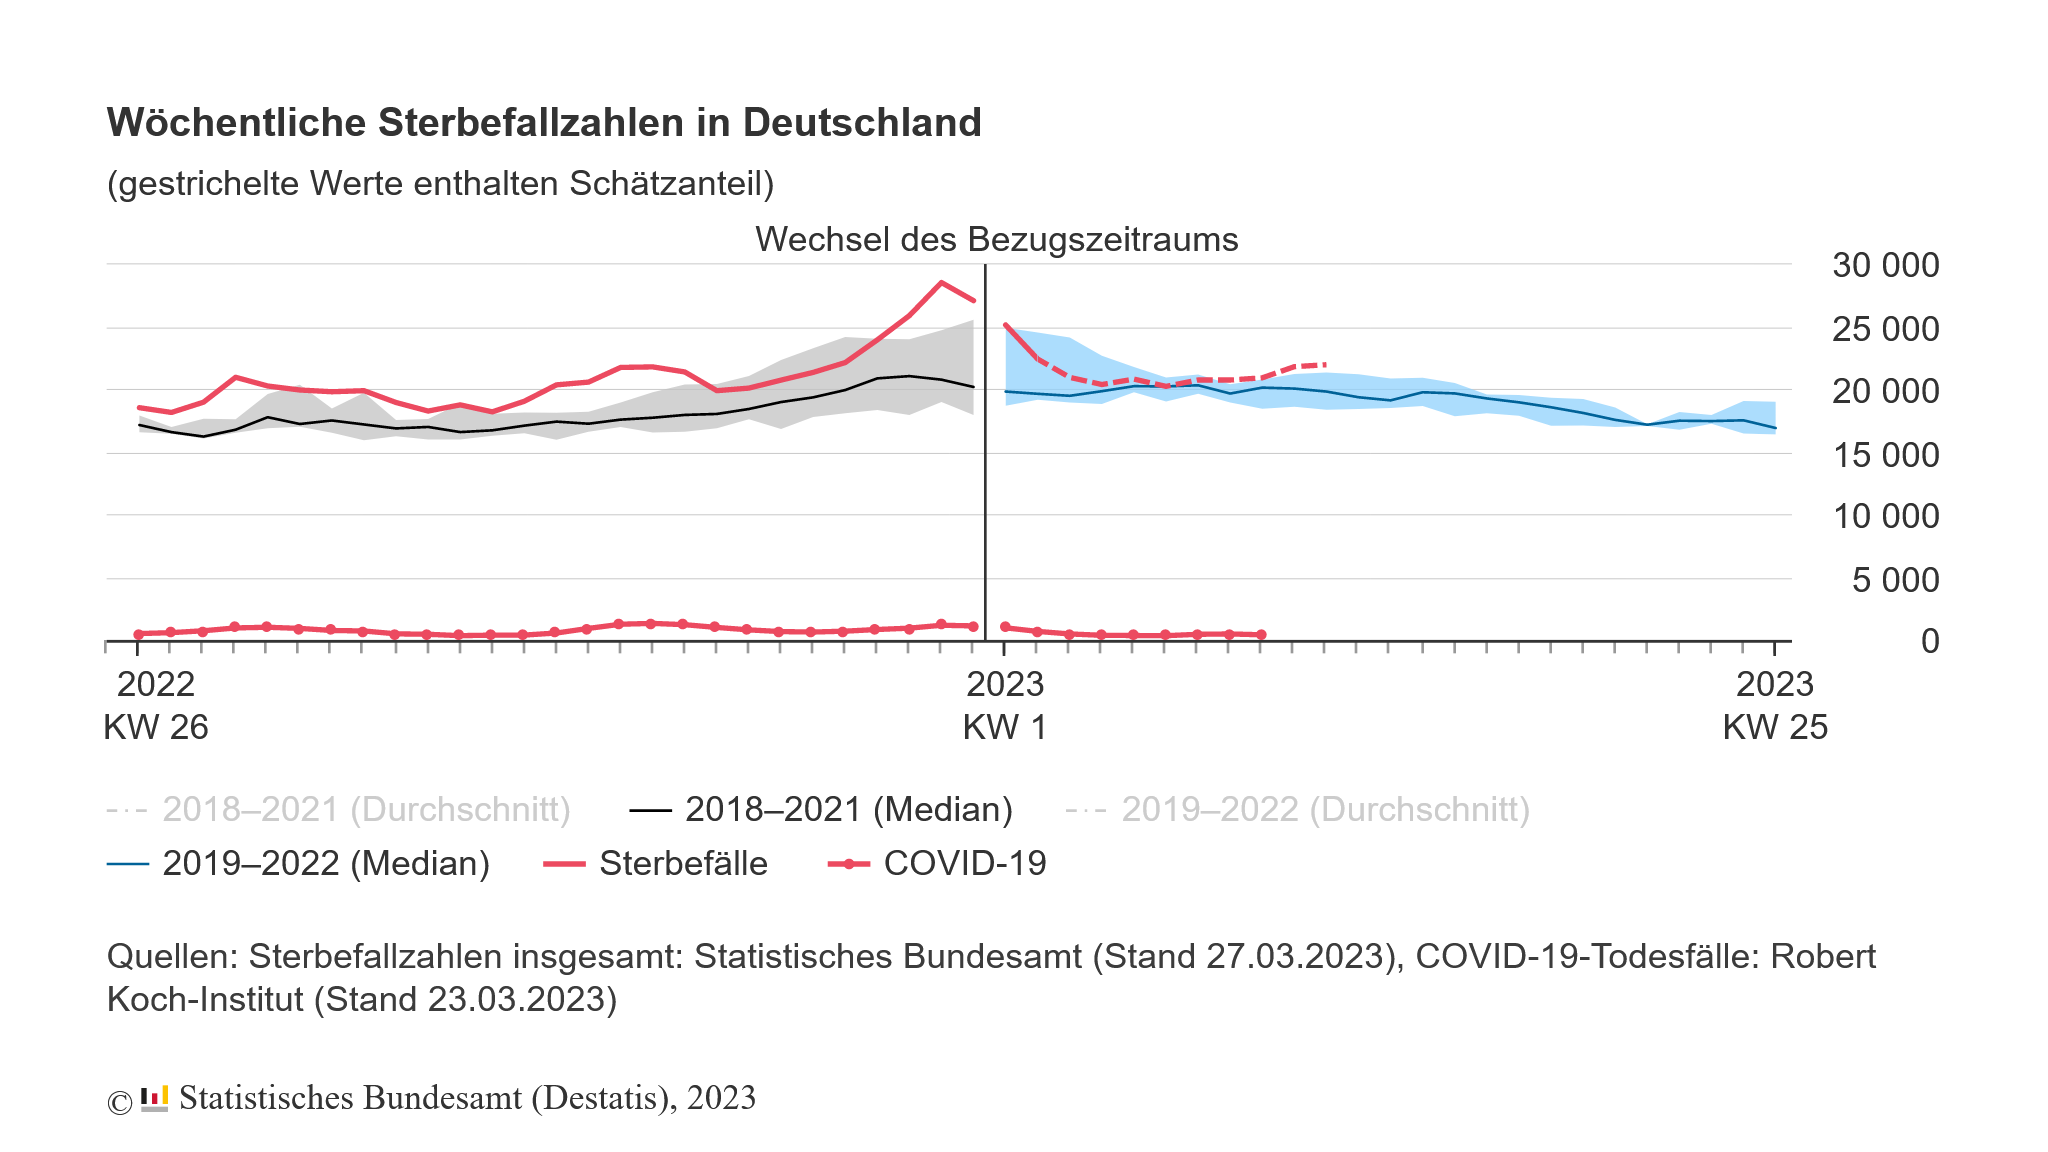 Wöchentliche Sterbefallzahlen in Deutschland
(gestrichelte Werte enthalten Schätzanteil)
Wechsel des Bezugszeitraums
30 000
25 000
20 000
15 000
10 000
5 000
0
2022 2023 2023
KW 26 KW 1 KW 25
2018–2021 (Durchschnitt) 2018–2021 (Median) 2019–2022 (Durchschnitt)
2019–2022 (Median) Sterbefälle COVID-19
Quellen: Sterbefallzahlen insgesamt: Statistisches Bundesamt (Stand 27.03.2023), COVID-19-Todesfälle: Robert
Koch-Institut (Stand 23.03.2023)
© Statistisches Bundesamt (Destatis), 2023